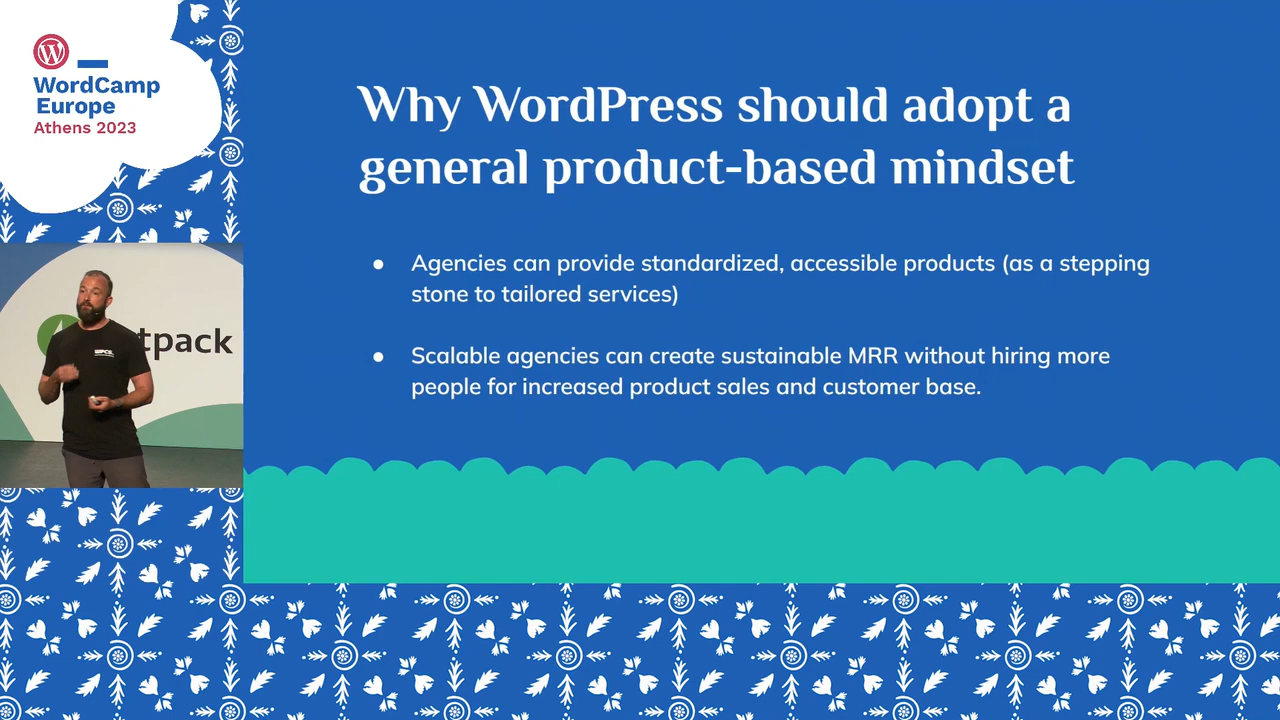 WordCamp
Europe
Athens 2023
Why WordPress should adopt a
general product-based mindset
● Agencies can provide standardized, accessible products (as a stepping
stone to tailored services)
● Scalable agencies can create sustainable MRR without hiring more
people for increased product sales and customer base.
tpack